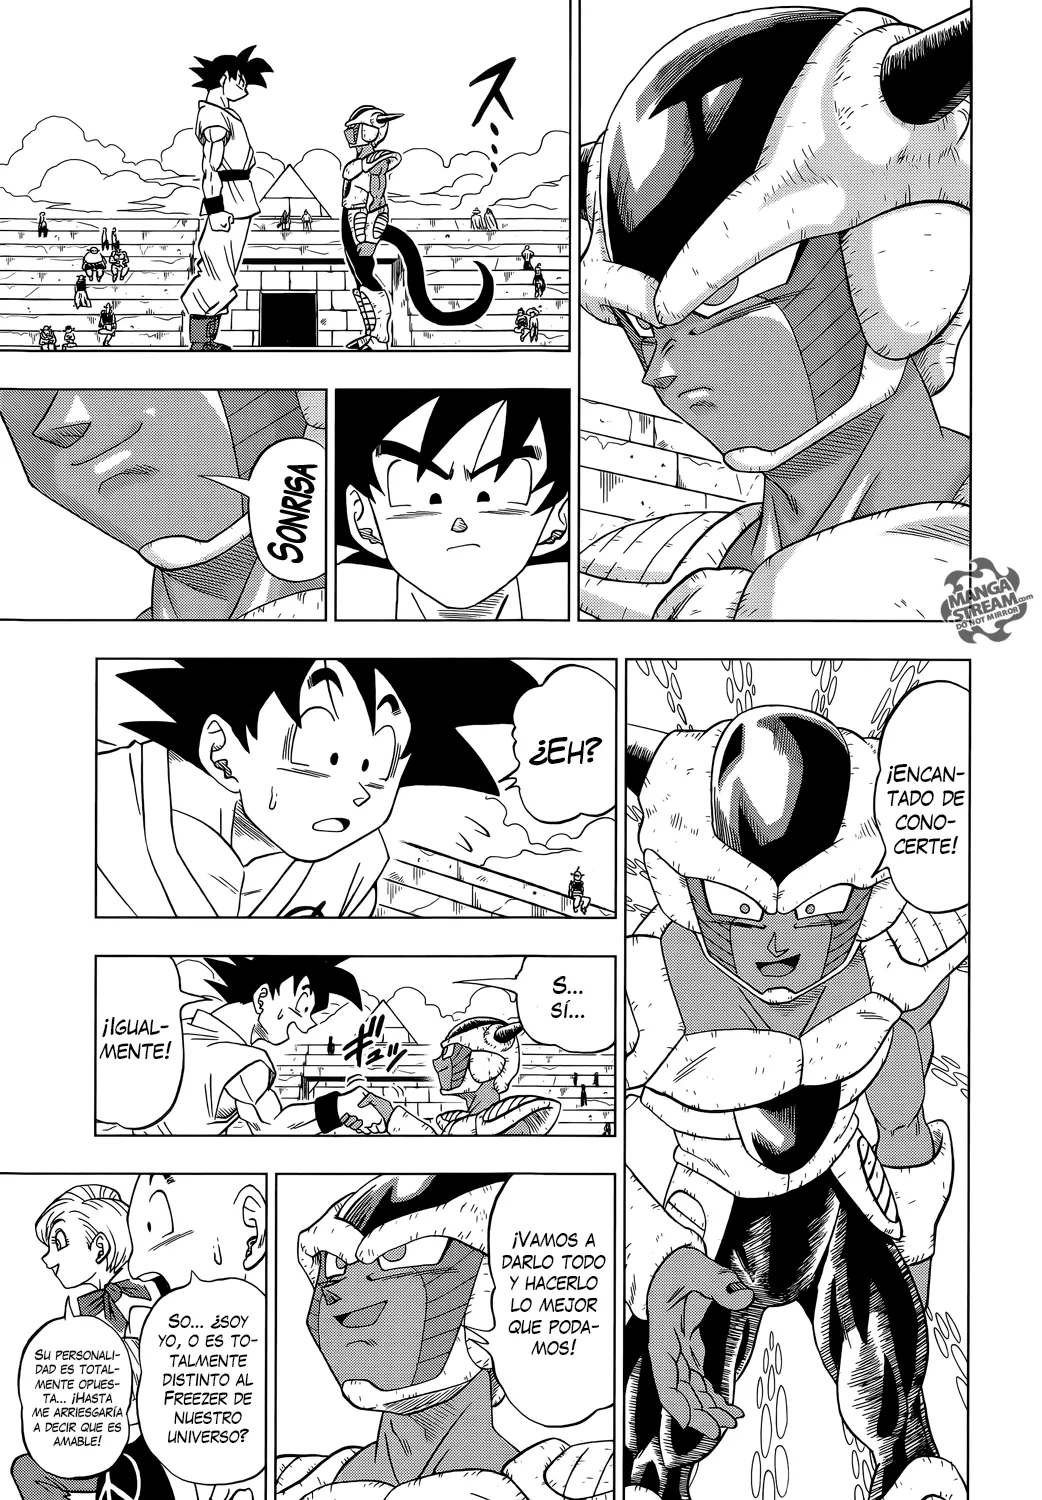 ス...
SONRISA
MANGA
STREAM.com
DO NOT MIRROR
¡ENCAN-
TADO DE
CONO-
CERTE!
¿EH?
S...
SÍ...
¡IGUAL-
MENTE!
ギュッ
¡VAMOS A
DARLO TODO
Y HACERLO
LO MEJOR
QUE PODA-
MOS!
SO... ¿SOY
YO, O ES TO-
TALMENTE
DISTINTO AL
FREEZER DE
NUESTRO
UNIVERSO?
SU PERSONALI-
DAD ES TOTAL-
MENTE OPUES-
TA... ¡HASTA
ME ARRIESGARÍA
A DECIR QUE ES
AMABLE!